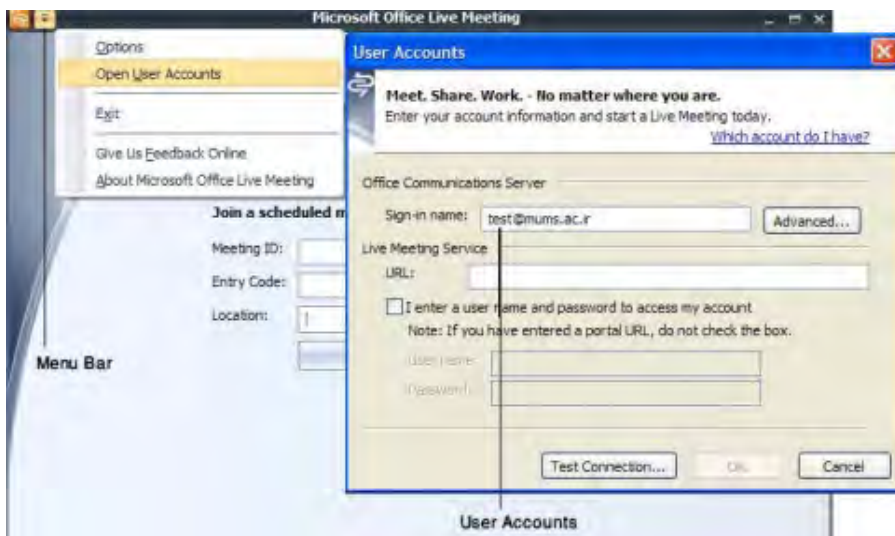 Microsoft Office Live Meeting
Options
Open User Accounts
Exit
Give Us Feedback Online
About Microsoft Office Live Meeting
Join a scheduled m
Meeting ID:
Entry Code:
Location:
Menu Bar
User Accounts
Meet. Share. Work. - No matter where you are.
Enter your account information and start a Live Meeting today.
Which account do I have?
Office Communications Server
Sign-in name: test@mums.ac.ir Advanced...
Live Meeting Service
URL:
I enter a user name and password to access my account
Note: If you have entered a portal URL, do not check the box.
User name:
Password:
Test Connection... OK Cancel
User Accounts